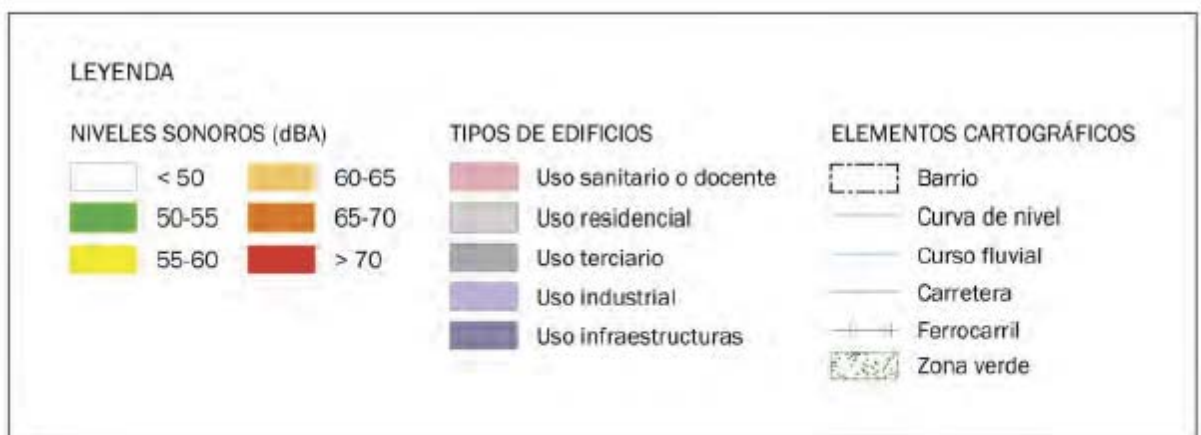 LEYENDA
NIVELES SONOROS (dBA)
< 50
50-55
55-60
60-65
65-70
> 70
TIPOS DE EDIFICIOS
Uso sanitario o docente
Uso residencial
Uso terciario
Uso industrial
Uso infraestructuras
ELEMENTOS CARTOGRÁFICOS
Barrio
Curva de nivel
Curso fluvial
Carretera
Ferrocarril
Zona verde